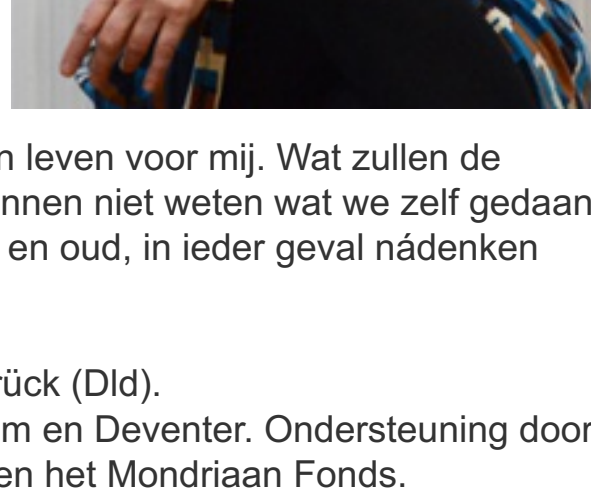 n leven voor mij. Wat zullen de
nnen niet weten wat we zelf gedaan
en oud, in ieder geval nádenken
rück (Dld).
m en Deventer. Ondersteuning door
en het Mondriaan Fonds.